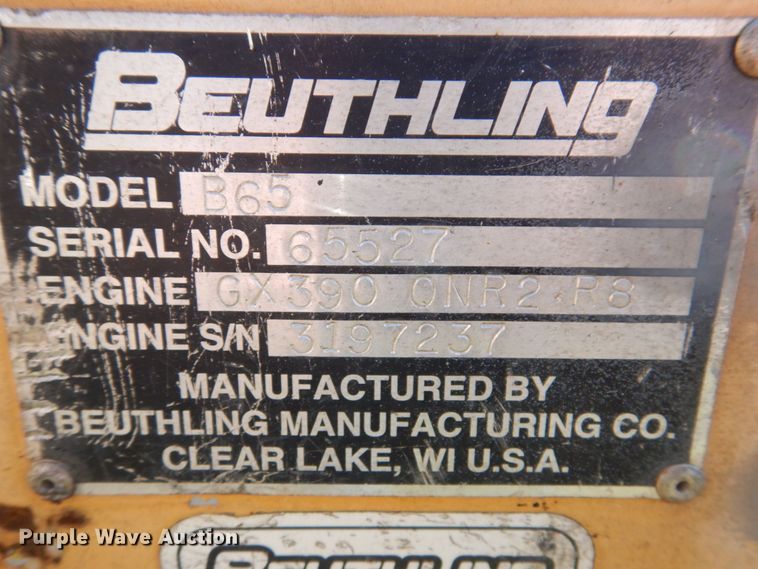 BEUTHLING
MODEL B65
SERIAL NO. 65527
ENGINE GX390 QNR2 R8
ENGINE S/N 3197237
MANUFACTURED BY
BEUTHLING MANUFACTURING CO.
CLEAR LAKE, WI U.S.A.
Purple Wave Auction
BEUTHLING